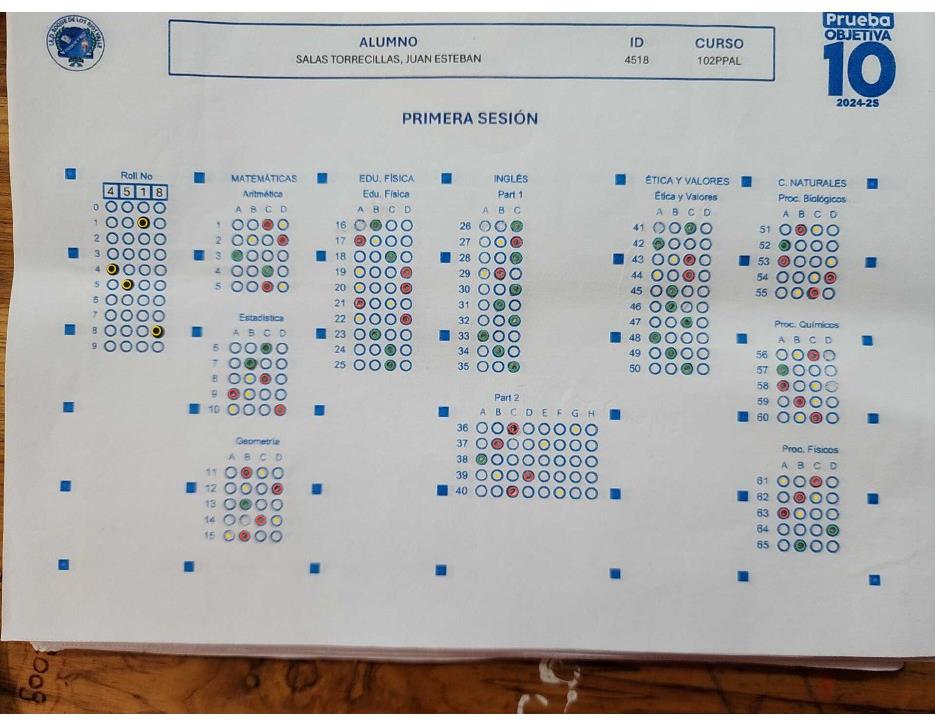 I.E.D. ROQUE DE LOS RIOS VALLE
Prueba
OBJETIVA
10
2024-2S
ALUMNO ID CURSO
SALAS TORRECILLAS, JUAN ESTEBAN 4518 102PPAL
PRIMERA SESIÓN
Roll No
4 5 1 8
0
1
2
3
4
5
6
7
8
9
MATEMÁTICAS
Aritmética
A B C D
1
2
3
4
5
Estadística
A B C D
6
7
8
9
10
Geometría
A B C D
11
12
13
14
15
EDU. FÍSICA
Edu. Física
A B C D
16
17
18
19
20
21
22
23
24
25
INGLÉS
Part 1
A B C
26
27
28
29
30
31
32
33
34
35
Part 2
A B C D E F G H
36
37
38
39
40
ÉTICA Y VALORES
Ética y Valores
A B C D
41
42
43
44
45
46
47
48
49
50
C. NATURALES
Proc. Biológicos
A B C D
51
52
53
54
55
Proc. Químicos
A B C D
56
57
58
59
60
Proc. Físicos
A B C D
61
62
63
64
65